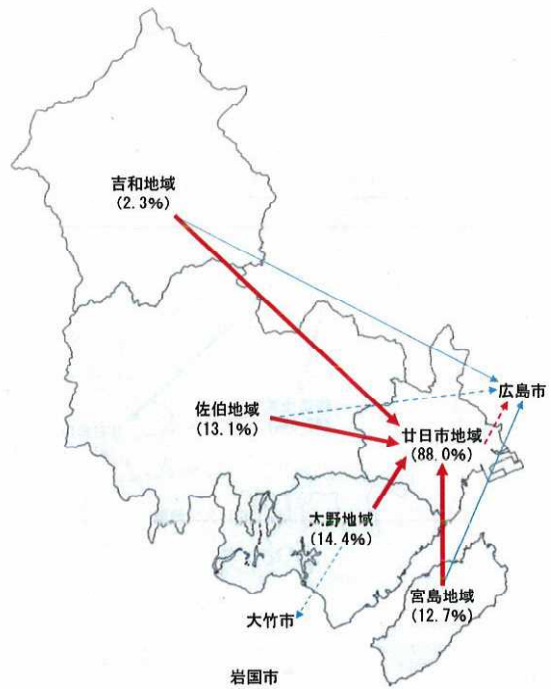 吉和地域
(2.3%)
広島市
佐伯地域
(13.1%)
廿日市地域
(88.0%)
大野地域
(14.4%)
宮島地域
(12.7%)
大竹市
岩国市